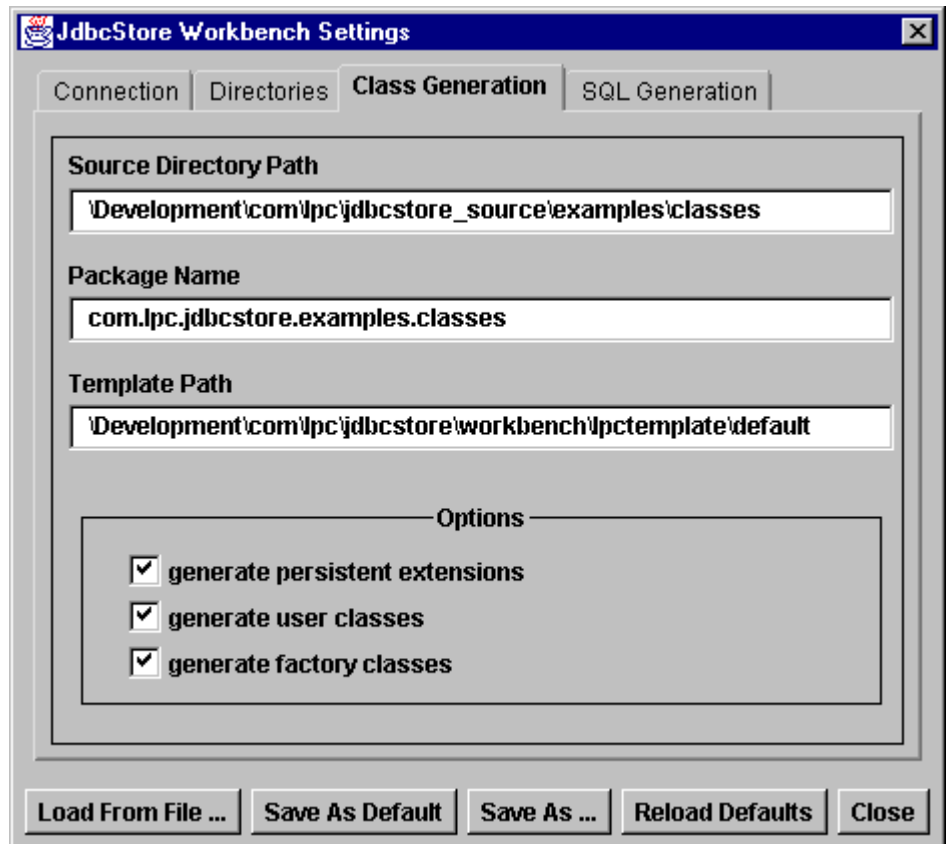 JdbcStore Workbench Settings
Connection Directories Class Generation SQL Generation
Source Directory Path
\Development\com\lpc\jdbcstore_source\examples\classes
Package Name
com.lpc.jdbcstore.examples.classes
Template Path
\Development\com\lpc\jdbcstore\workbench\lpctemplate\default
Options
generate persistent extensions
generate user classes
generate factory classes
Load From File ... Save As Default Save As ... Reload Defaults Close